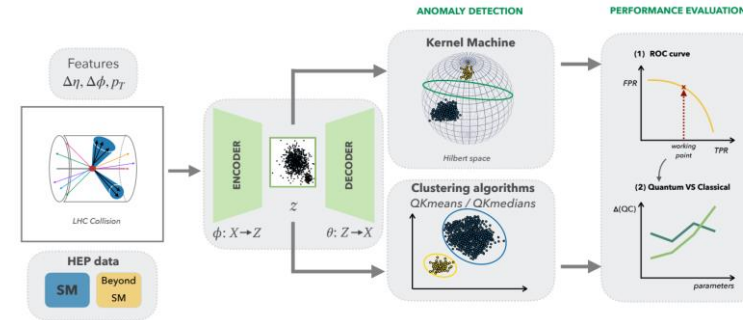 ANOMALY DETECTION
PERFORMANCE EVALUATION
Features
Δη, Δϕ, p_T
LHC Collision
HEP data
SM
Beyond
SM
ENCODER
DECODER
z
ϕ: X→Z
θ: Z→X
Kernel Machine
Hilbert space
Clustering algorithms
QKmeans / QKmedians
(1) ROC curve
FPR
working
point
TPR
(2) Quantum VS Classical
Δ(QC)
parameters